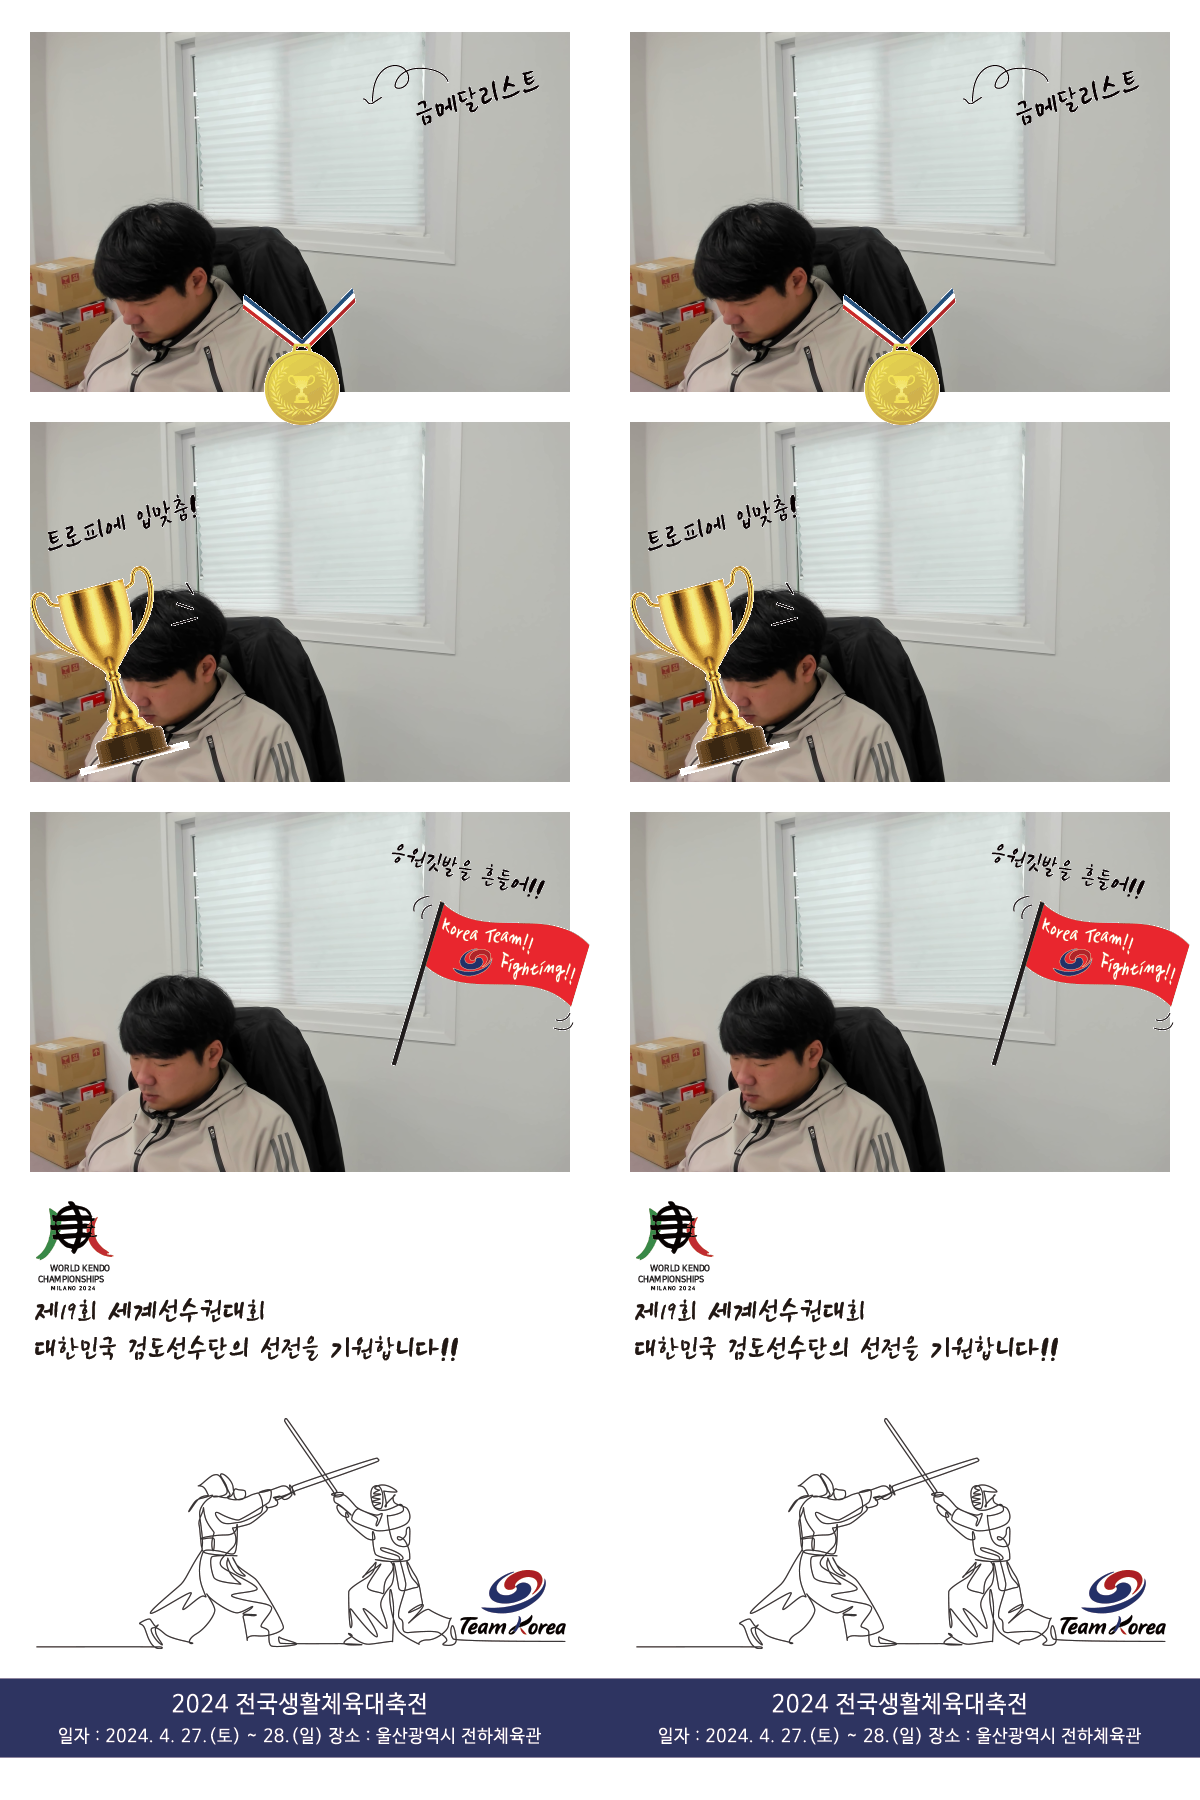 금메달리스트
금메달리스트
트로피에 입맞춤!
트로피에 입맞춤!
응원깃발을 흔들어!!
Korea Team!!
Fighting!!
응원깃발을 흔들어!!
Korea Team!!
Fighting!!
WORLD KENDO
CHAMPIONSHIPS
MILANO 2024
제19회 세계선수권대회
대한민국 검도선수단의 선전을 기원합니다!!
WORLD KENDO
CHAMPIONSHIPS
MILANO 2024
제19회 세계선수권대회
대한민국 검도선수단의 선전을 기원합니다!!
Team Korea
Team Korea
2024 전국생활체육대축전
일자 : 2024. 4. 27.(토) ~ 28.(일) 장소 : 울산광역시 전하체육관
2024 전국생활체육대축전
일자 : 2024. 4. 27.(토) ~ 28.(일) 장소 : 울산광역시 전하체육관